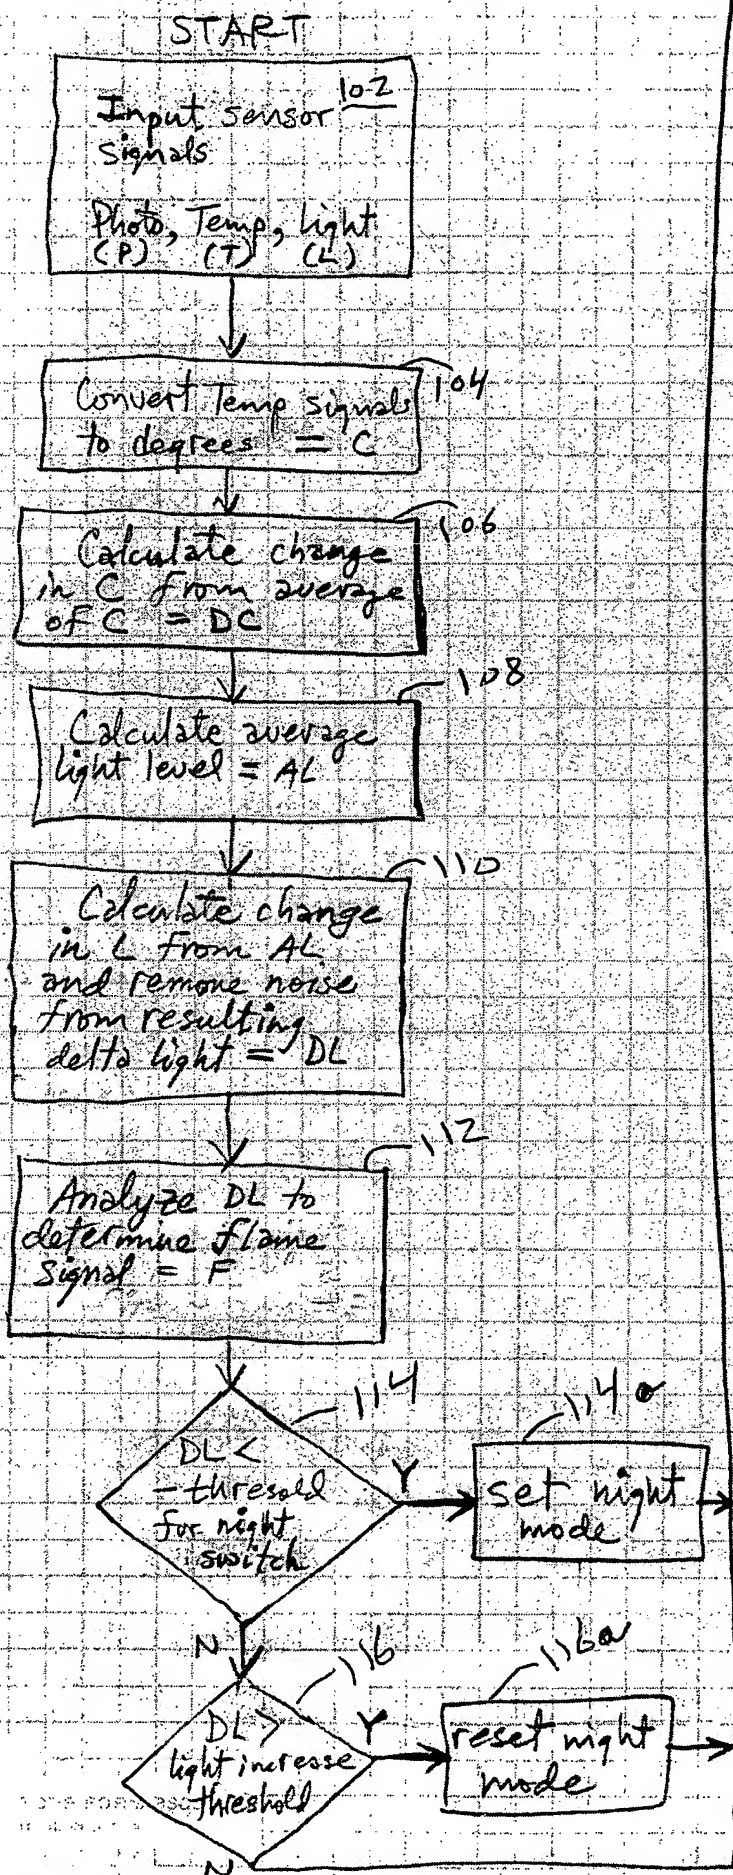 START
102
Input sensor
signals
Photo, Temp, light
(P) (T) (L)
104
Convert Temp signals
to degrees = C
106
Calculate change
in C from average
of C = DC
108
Calculate average
light level = AL
110
Calculate change
in L from AL
and remove noise
from resulting
delta light = DL
112
Analyze DL to
determine flame
signal = F
114
DL <
- thresold
for night
switch
Y
114a
set night
mode
N
116
DL >
light increase
threshold
Y
116a
reset night
mode
N